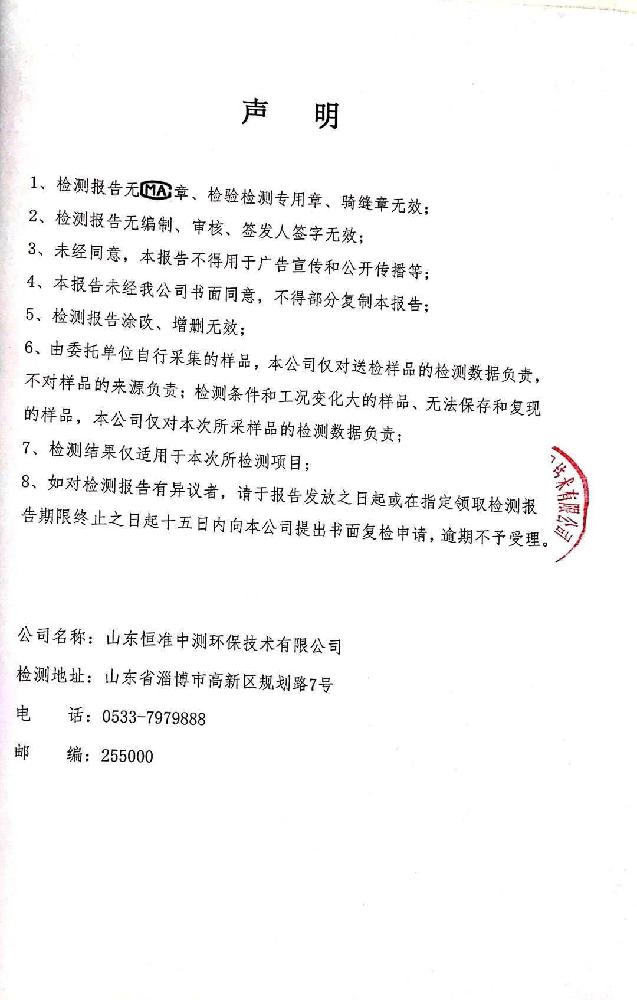 声 明
1、检测报告无MA章、检验检测专用章、骑缝章无效；
2、检测报告无编制、审核、签发人签字无效；
3、未经同意，本报告不得用于广告宣传和公开传播等；
4、本报告未经我公司书面同意，不得部分复制本报告；
5、检测报告涂改、增删无效；
6、由委托单位自行采集的样品，本公司仅对送检样品的检测数据负责，
不对样品的来源负责；检测条件和工况变化大的样品、无法保存和复现
的样品，本公司仅对本次所采样品的检测数据负责；
7、检测结果仅适用于本次所检测项目；
8、如对检测报告有异议者，请于报告发放之日起或在指定领取检测报
告期限终止之日起十五日内向本公司提出书面复检申请，逾期不予受理。
技术有限公司
公司名称：山东恒准中测环保技术有限公司
检测地址：山东省淄博市高新区规划路7号
电 话：0533-7979888
邮 编：255000